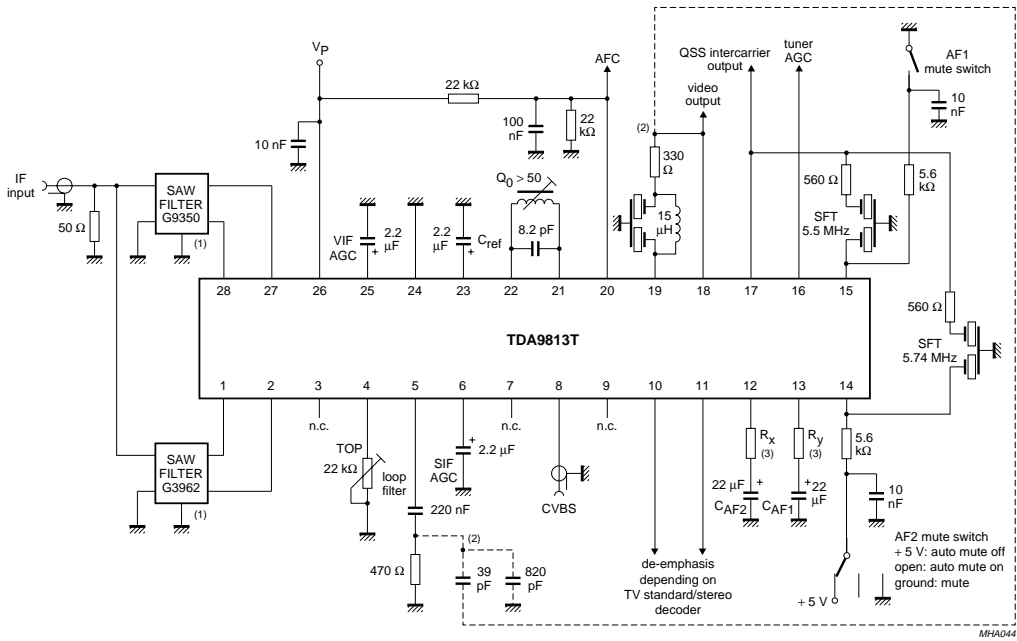 VP
AFC
QSS intercarrier
output
tuner
AGC
AF1
mute switch
video
output
22 kΩ
22
kΩ
100
nF
10 nF
(2)
330
Ω
10
nF
IF
input
SAW
FILTER
G9350
(1)
50 Ω
Q0 > 50
560 Ω
5.6
kΩ
SFT
5.5 MHz
VIF
AGC
2.2
μF
+
2.2
μF
+
Cref
8.2 pF
15
μH
560 Ω
SFT
5.74 MHz
28 27 26 25 24 23 22 21 20 19 18 17 16 15
TDA9813T
1 2 3 4 5 6 7 8 9 10 11 12 13 14
n.c.
n.c.
n.c.
SAW
FILTER
G3962
(1)
TOP
22 kΩ
loop
filter
+
2.2 μF
SIF
AGC
220 nF
CVBS
Rx
(3)
Ry
(3)
5.6
kΩ
22 μF
+
CAF2
+
22
μF
CAF1
10
nF
470 Ω
(2)
39
pF
820
pF
de-emphasis
depending on
TV standard/stereo
decoder
AF2 mute switch
+ 5 V: auto mute off
open: auto mute on
ground: mute
+ 5 V
MHA044